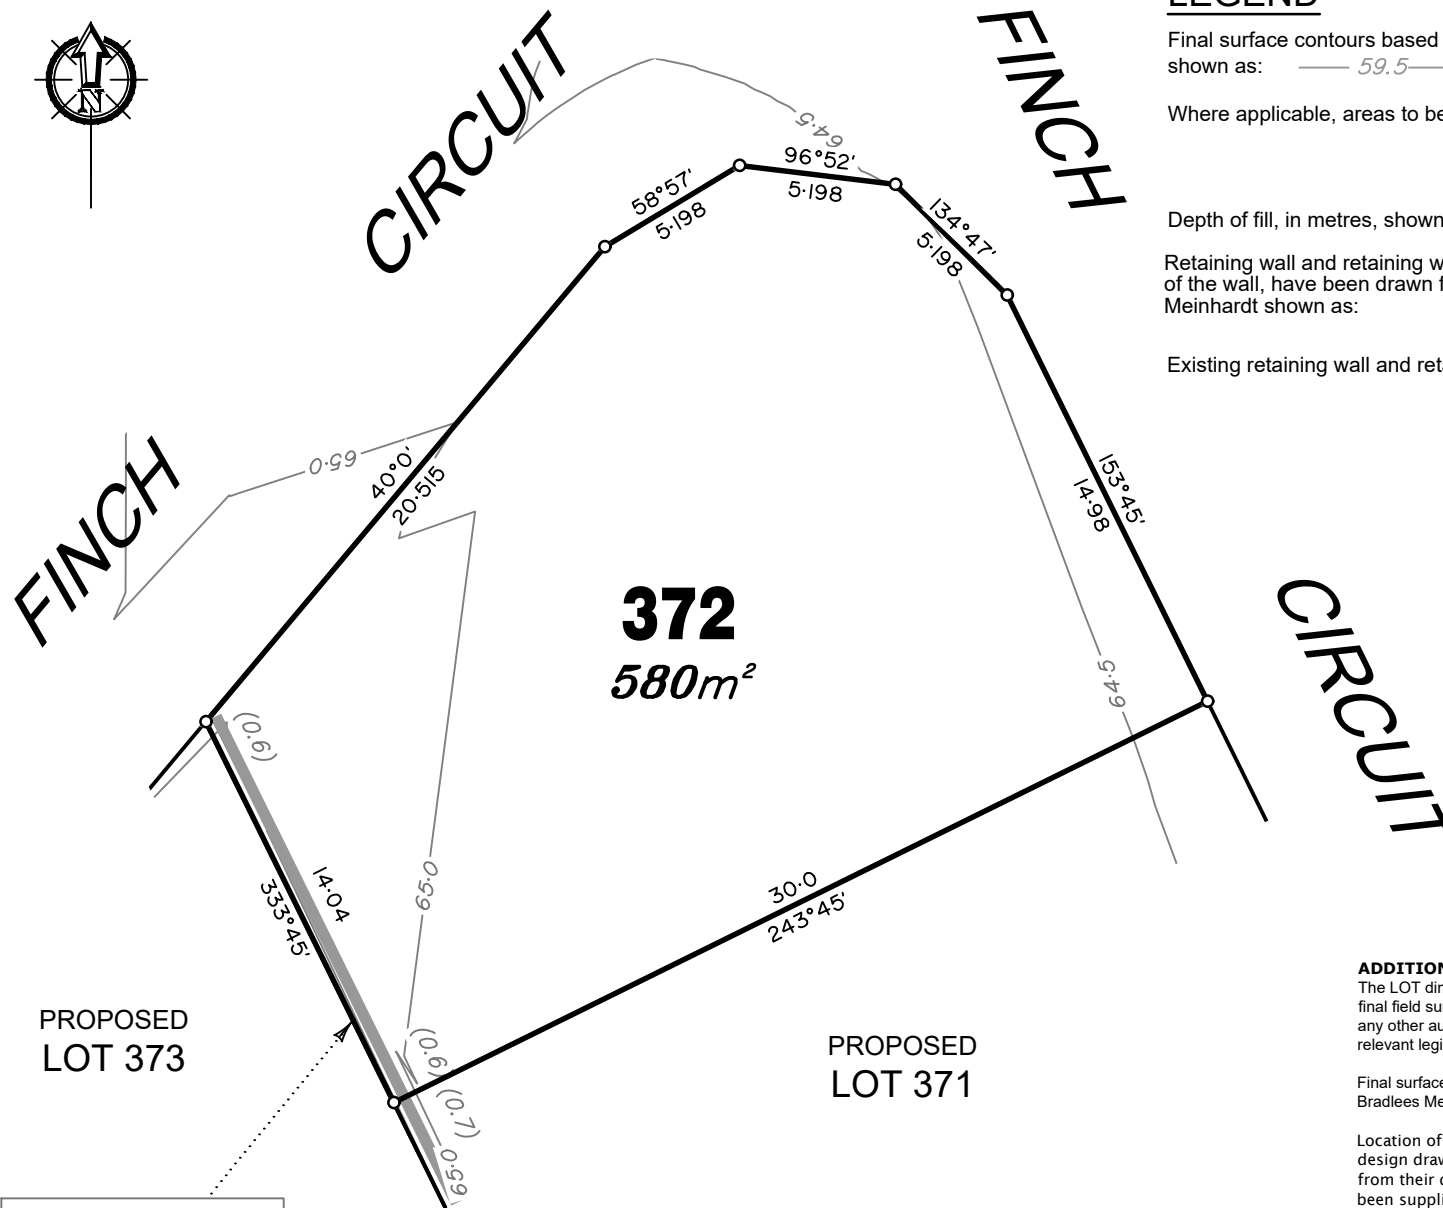 N
CIRCUIT
FINCH
LEGEND
Final surface contours based
shown as: 59.5
Where applicable, areas to be
Depth of fill, in metres, shown
Retaining wall and retaining w
of the wall, have been drawn f
Meinhardt shown as:
Existing retaining wall and reta
64·5
96°52'
5·198
58°57'
5·198
134°47'
5·198
FINCH
65·0
40°0'
20·515
153°45'
14·98
372
580m²
CIRCUIT
64·5
(0.6)
14·04
333°45'
65·0
30·0
243°45'
PROPOSED
LOT 373
PROPOSED
LOT 371
(0.6)
(0.7)
65·0
ADDITION
The LOT dim
final field su
any other au
relevant legi
Final surface
Bradlees Me
Location of
design draw
from their d
been suppli